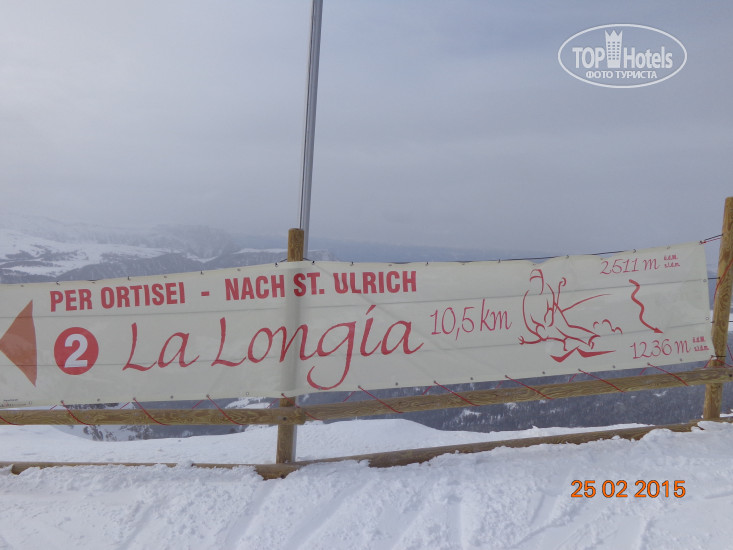 TOP Hotels
ФОТО ТУРИСТА
PER ORTISEI - NACH ST. ULRICH
2 La Longia 10,5 km
2511 m s.l.m.
1236 m
25 02 2015